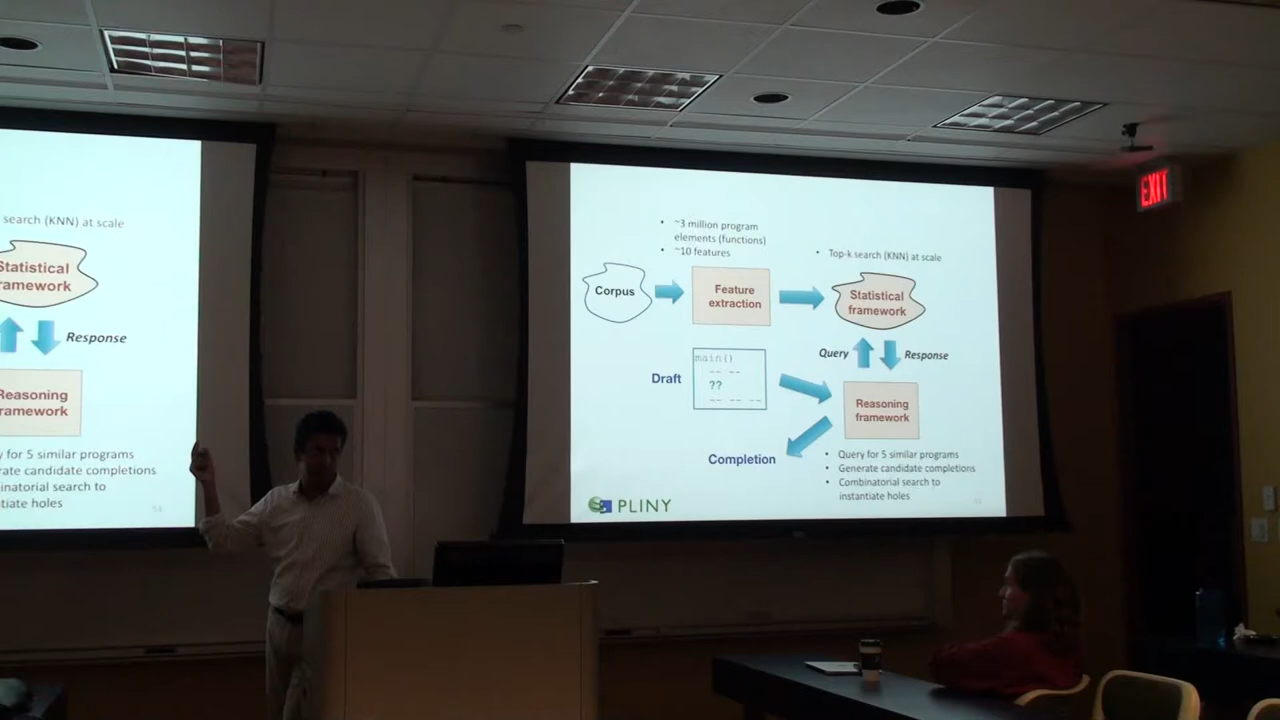 search (KNN) at scale
Statistical
framework
Response
Reasoning
framework
for 5 similar programs
candidate completions
search to
holes
54
• ~3 million program
elements (functions)
• ~10 features
• Top-k search (KNN) at scale
Corpus
Feature
extraction
Statistical
framework
Query
Response
Draft
main()
-- --
??
-- -- --
Reasoning
framework
Completion
• Query for 5 similar programs
• Generate candidate completions
• Combinatorial search to
instantiate holes
PLINY
EXIT